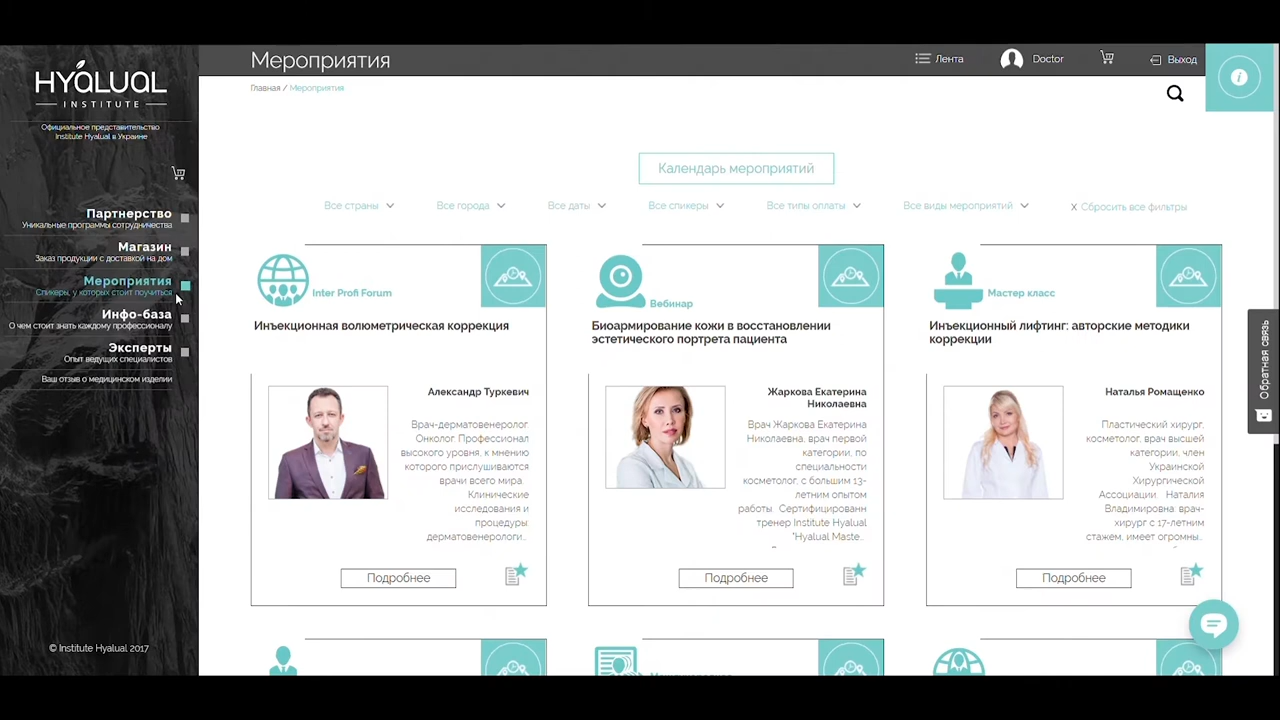 HYALUAL
INSTITUTE
Официальное представительство
Institute Hyalual в Украине
Партнерство
Уникальные программы сотрудничества
Магазин
Заказ продукции с доставкой на дом
Мероприятия
Спикеры, у которых стоит поучиться
Инфо-база
О чем стоит знать каждому профессионалу
Эксперты
Опыт ведущих специалистов
Ваш отзыв о медицинском изделии
© Institute Hyalual 2017
Мероприятия
Лента
Doctor
Выход
Главная / Мероприятия
Календарь мероприятий
Все страны
Все города
Все даты
Все спикеры
Все типы оплаты
Все виды мероприятий
X Сбросить все фильтры
Inter Profi Forum
Инъекционная волюметрическая коррекция
Александр Туркевич
Врач-дерматовенеролог.
Онколог. Профессионал
высокого уровня, к мнению
которого прислушиваются
врачи всего мира.
Клинические
исследования и
процедуры:
дерматовенерологи...
Подробнее
Вебинар
Биоармирование кожи в восстановлении
эстетического портрета пациента
Жаркова Екатерина
Николаевна
Врач Жаркова Екатерина
Николаевна, врач первой
категории, по
специальности
косметолог, с большим 13-
летним опытом
работы. Сертифицированн
тренер Institute Hyalual
"Hyalual Maste...
Подробнее
Мастер класс
Инъекционный лифтинг: авторские методики
коррекции
Наталья Ромащенко
Пластический хирург,
косметолог, врач высшей
категории, член
Украинской
Хирургической
Ассоциации. Наталия
Владимировна: врач-
хирург с 17-летним
стажем, имеет огромны...
Подробнее
Обратная связь